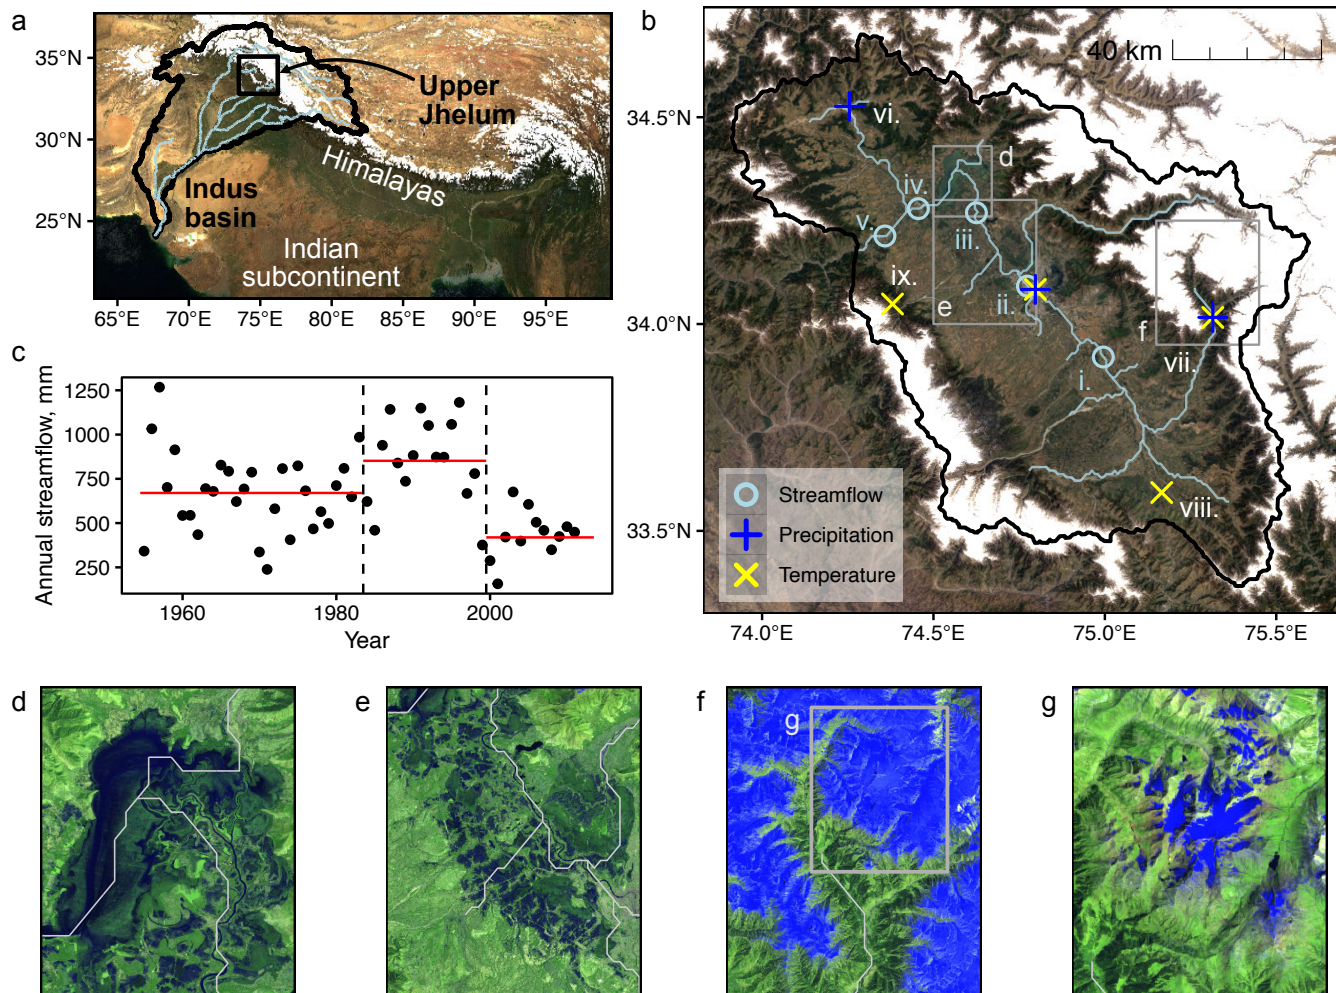 a
35°N
30°N
25°N
65°E
70°E
75°E
80°E
85°E
90°E
95°E
Upper
Jhelum
Himalayas
Indus
basin
Indian
subcontinent
b
40 km
34.5°N
34.0°N
33.5°N
74.0°E
74.5°E
75.0°E
75.5°E
vi.
d
iv.
v.
iii.
ix.
ii.
e
f
vii.
i.
viii.
Streamflow
Precipitation
Temperature
c
Annual streamflow, mm
1250
1000
750
500
250
1960
1980
2000
Year
d
e
f
g
g